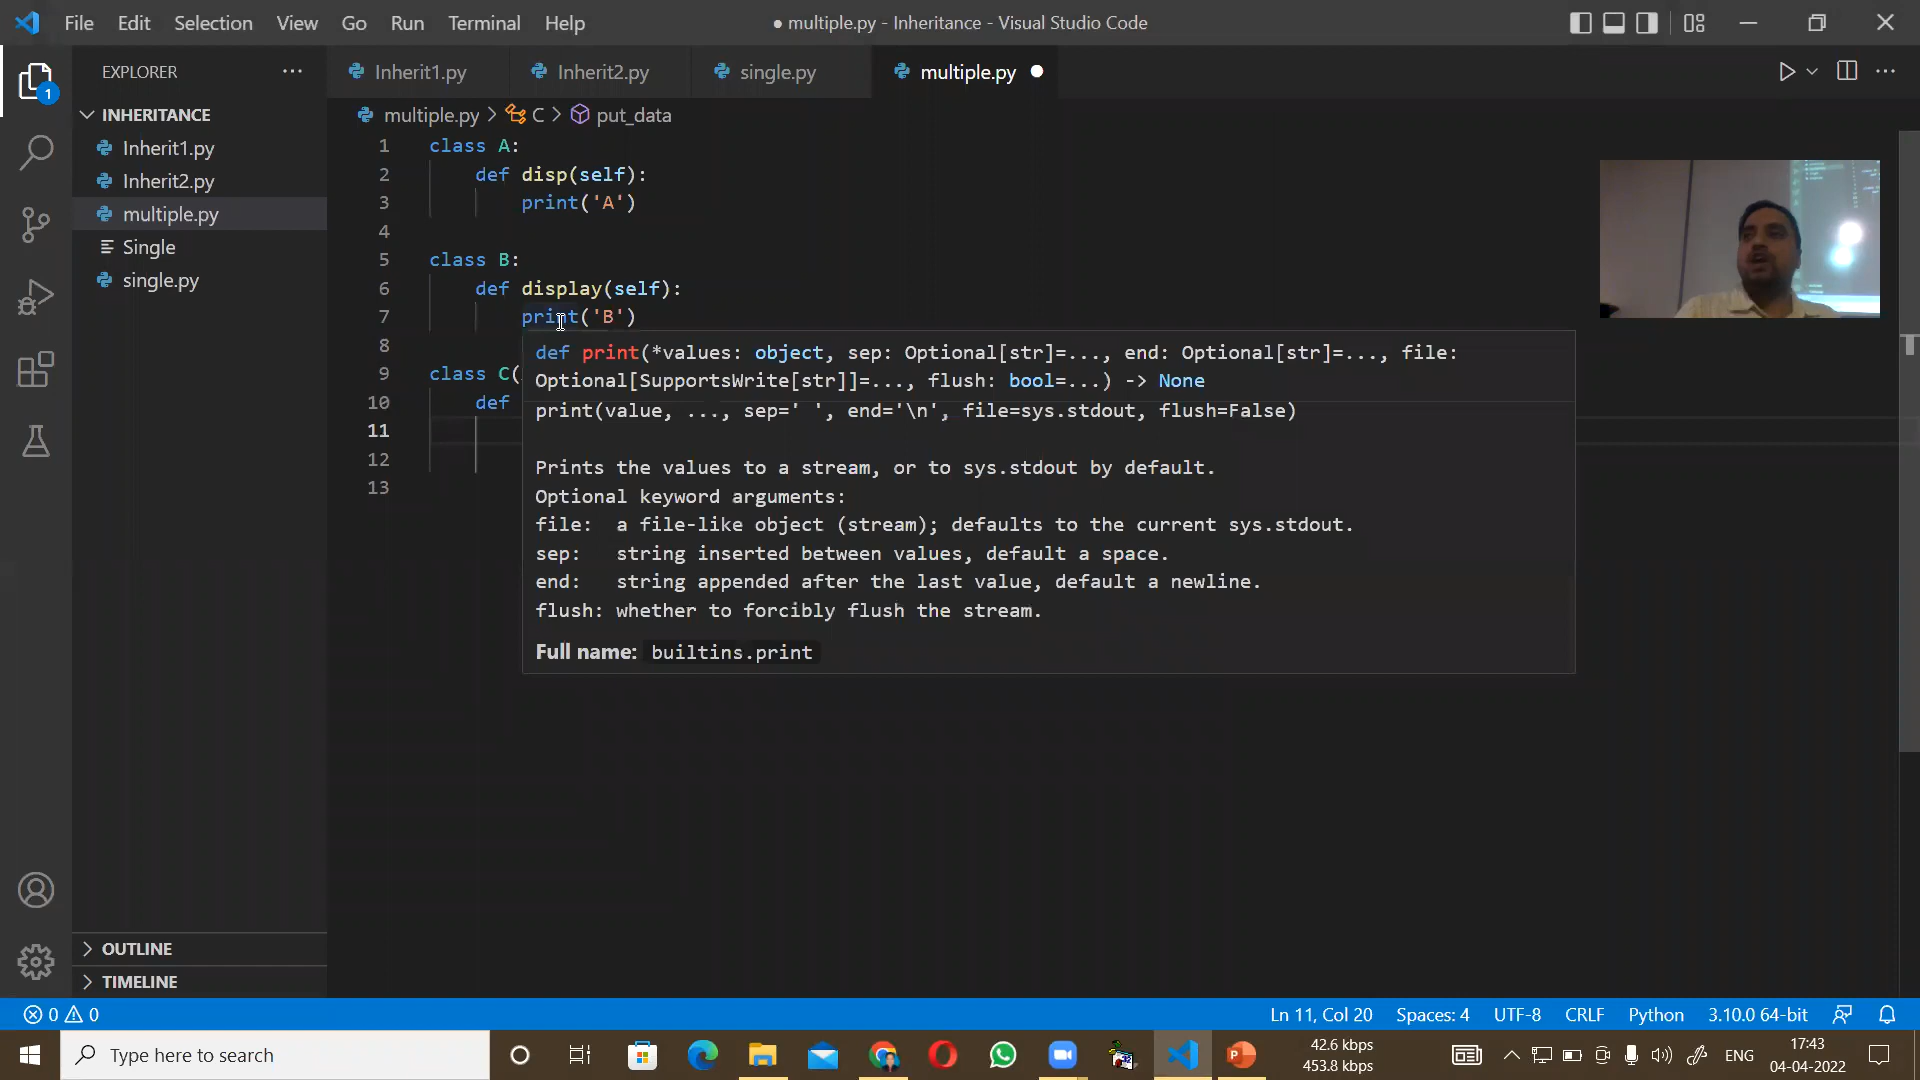 File Edit Selection View Go Run Terminal Help
● multiple.py - Inheritance - Visual Studio Code
EXPLORER
Inherit1.py Inherit2.py single.py multiple.py
1
INHERITANCE
multiple.py > C > put_data
Inherit1.py
Inherit2.py
multiple.py
Single
single.py
1 class A:
2 def disp(self):
3 print('A')
4
5 class B:
6 def display(self):
7 print('B')
8
9 class C(
10 def
11
12
13
def print(*values: object, sep: Optional[str]=..., end: Optional[str]=..., file:
Optional[SupportsWrite[str]]=..., flush: bool=...) -> None
print(value, ..., sep=' ', end='\n', file=sys.stdout, flush=False)
Prints the values to a stream, or to sys.stdout by default.
Optional keyword arguments:
file: a file-like object (stream); defaults to the current sys.stdout.
sep: string inserted between values, default a space.
end: string appended after the last value, default a newline.
flush: whether to forcibly flush the stream.
Full name: builtins.print
OUTLINE
TIMELINE
0 0
Ln 11, Col 20 Spaces: 4 UTF-8 CRLF Python 3.10.0 64-bit
Type here to search
42.6 kbps
453.8 kbps
ENG
17:43
04-04-2022